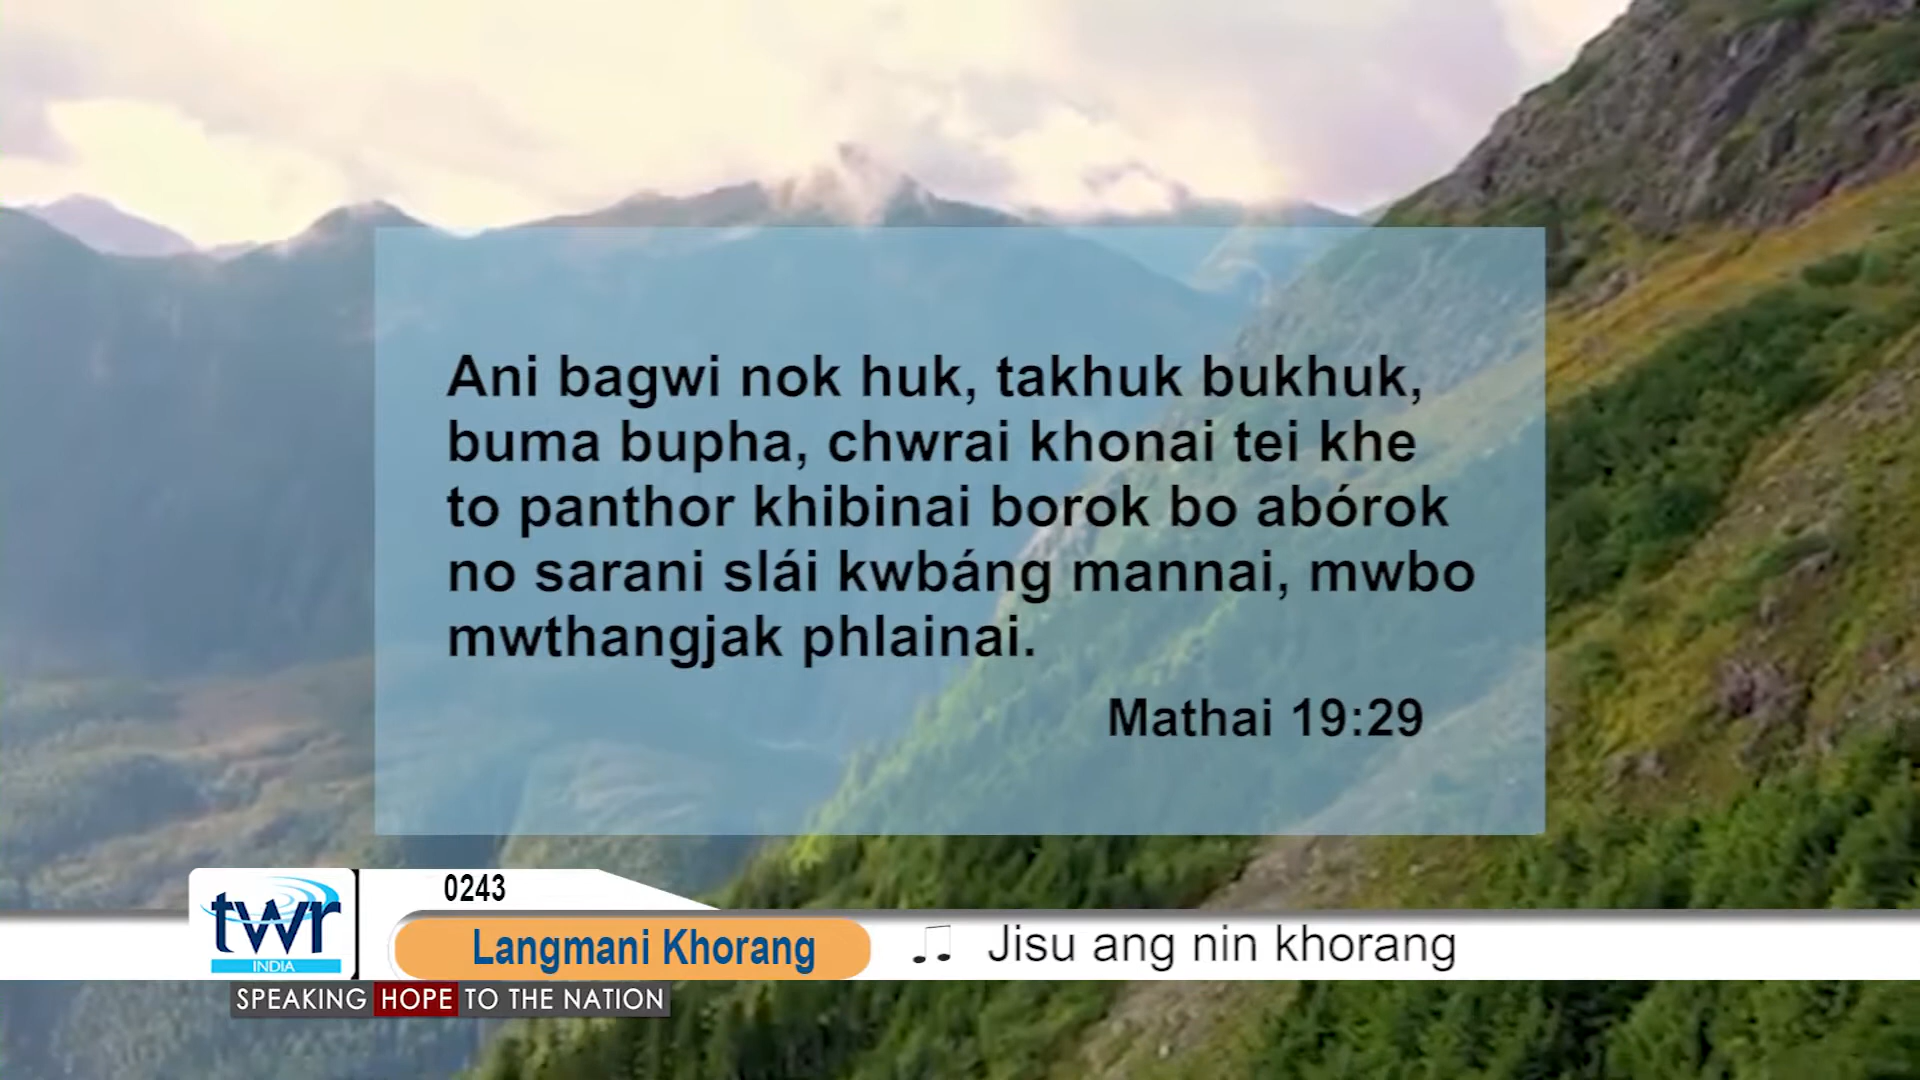 Ani bagwi nok huk, takhuk bukhuk,
buma bupha, chwrai khonai tei khe
to panthor khibinai borok bo abórok
no sarani slái kwbáng mannai, mwbo
mwthangjak phlainai.
Mathai 19:29
0243
twr
INDIA
Langmani Khorang
Jisu ang nin khorang
SPEAKING HOPE TO THE NATION